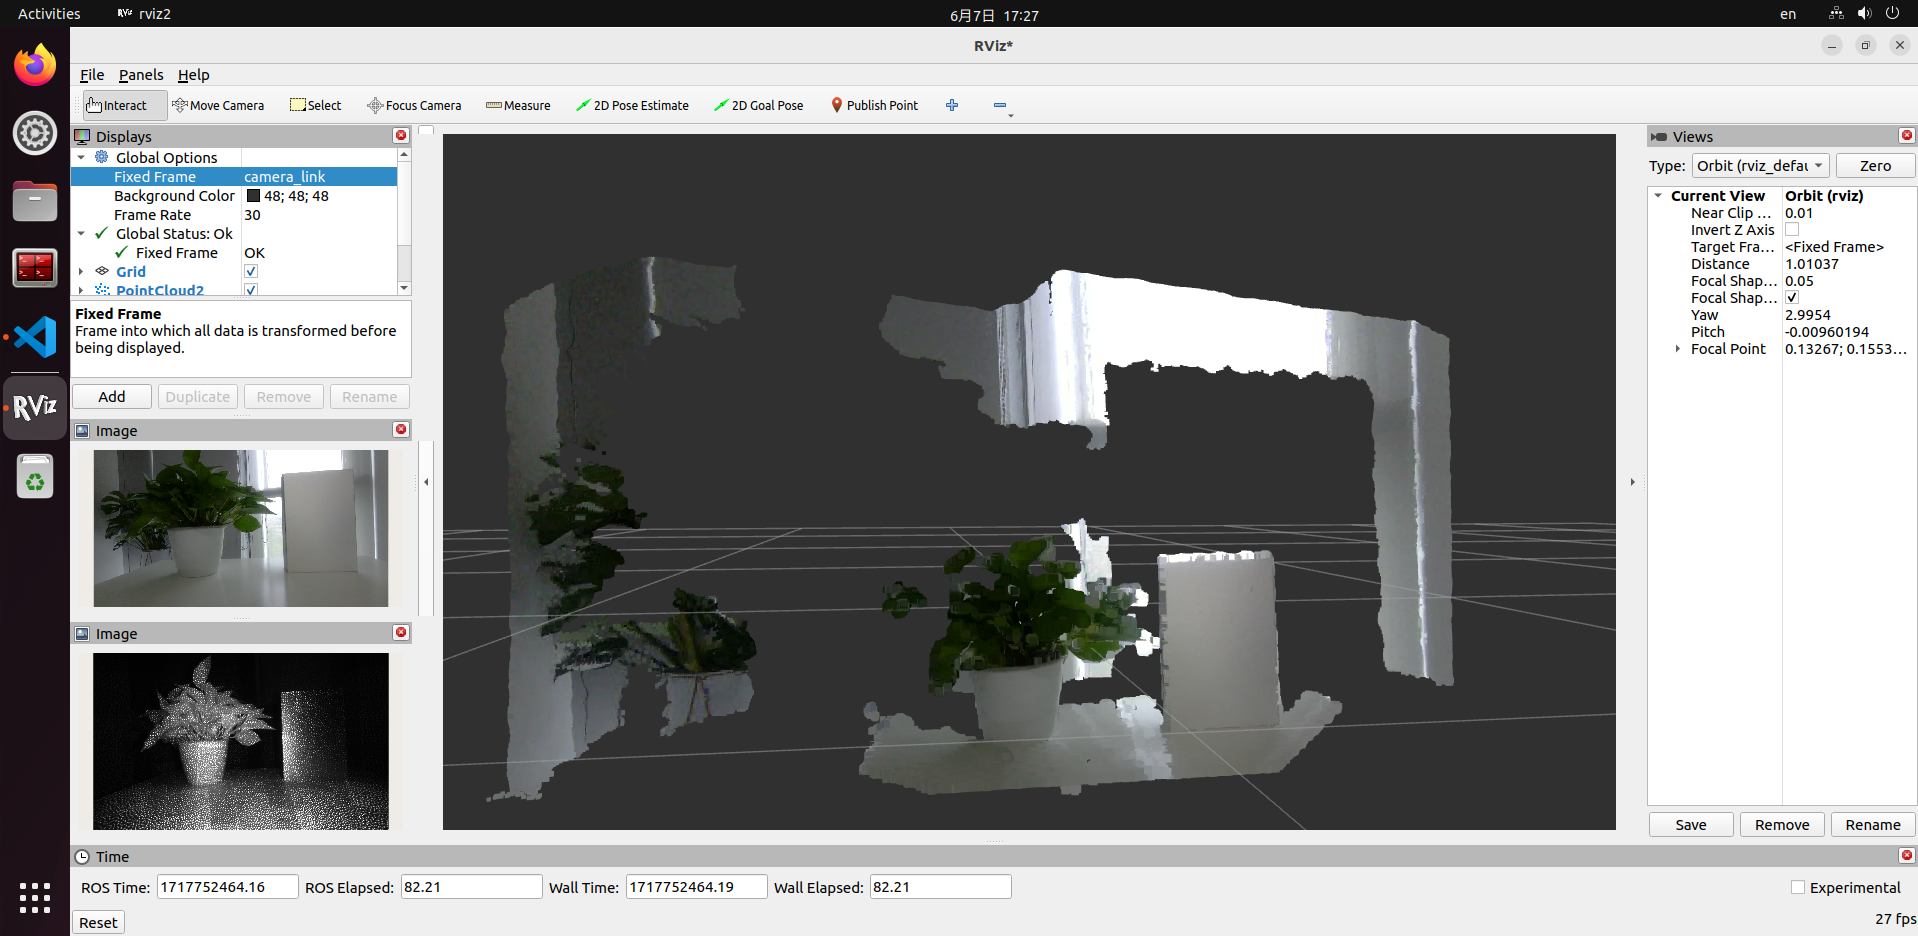 Activities
RViz rviz2
6月7日 17:27
en
RViz*
File Panels Help
Interact Move Camera Select Focus Camera Measure 2D Pose Estimate 2D Goal Pose Publish Point
Displays
Global Options
Fixed Frame camera_link
Background Color 48; 48; 48
Frame Rate 30
Global Status: Ok
Fixed Frame OK
Grid
PointCloud2
Fixed Frame
Frame into which all data is transformed before
being displayed.
Add Duplicate Remove Rename
Image
Image
RViz
Views
Type: Orbit (rviz_defau Zero
Current View Orbit (rviz)
Near Clip ... 0.01
Invert Z Axis
Target Fra... <Fixed Frame>
Distance 1.01037
Focal Shap... 0.05
Focal Shap...
Yaw 2.9954
Pitch -0.00960194
Focal Point 0.13267; 0.1553...
Save Remove Rename
Time
ROS Time: 1717752464.16 ROS Elapsed: 82.21 Wall Time: 1717752464.19 Wall Elapsed: 82.21
Experimental
Reset
27 fps